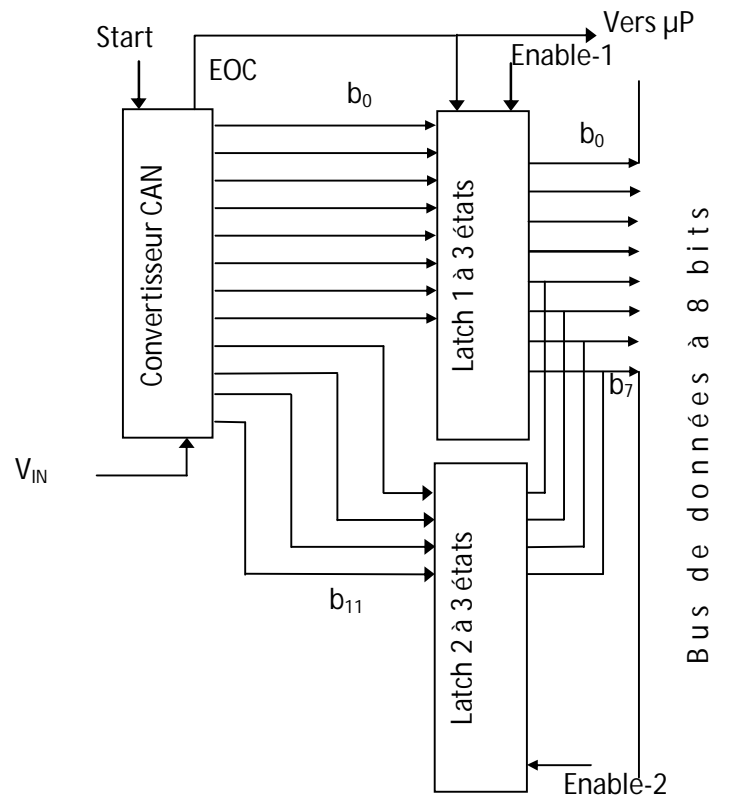 Start
EOC
Vers µP
Enable-1
b₀
b₀
Convertisseur CAN
Latch 1 à 3 états
Bus de données à 8 bits
b₇
V_IN
b₁₁
Latch 2 à 3 états
Enable-2